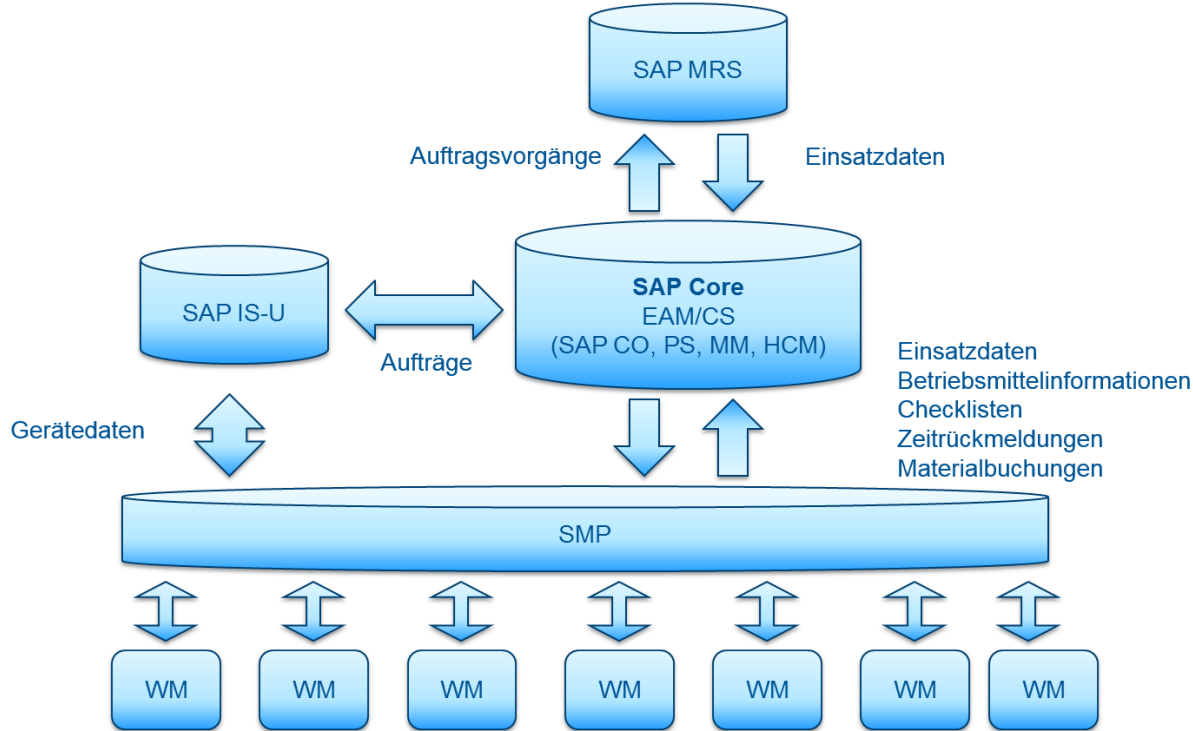 SAP MRS
Auftragsvorgänge
Einsatzdaten
SAP IS-U
SAP Core
EAM/CS
(SAP CO, PS, MM, HCM)
Aufträge
Einsatzdaten
Betriebsmittelinformationen
Checklisten
Zeitrückmeldungen
Materialbuchungen
Gerätedaten
SMP
WM
WM
WM
WM
WM
WM
WM